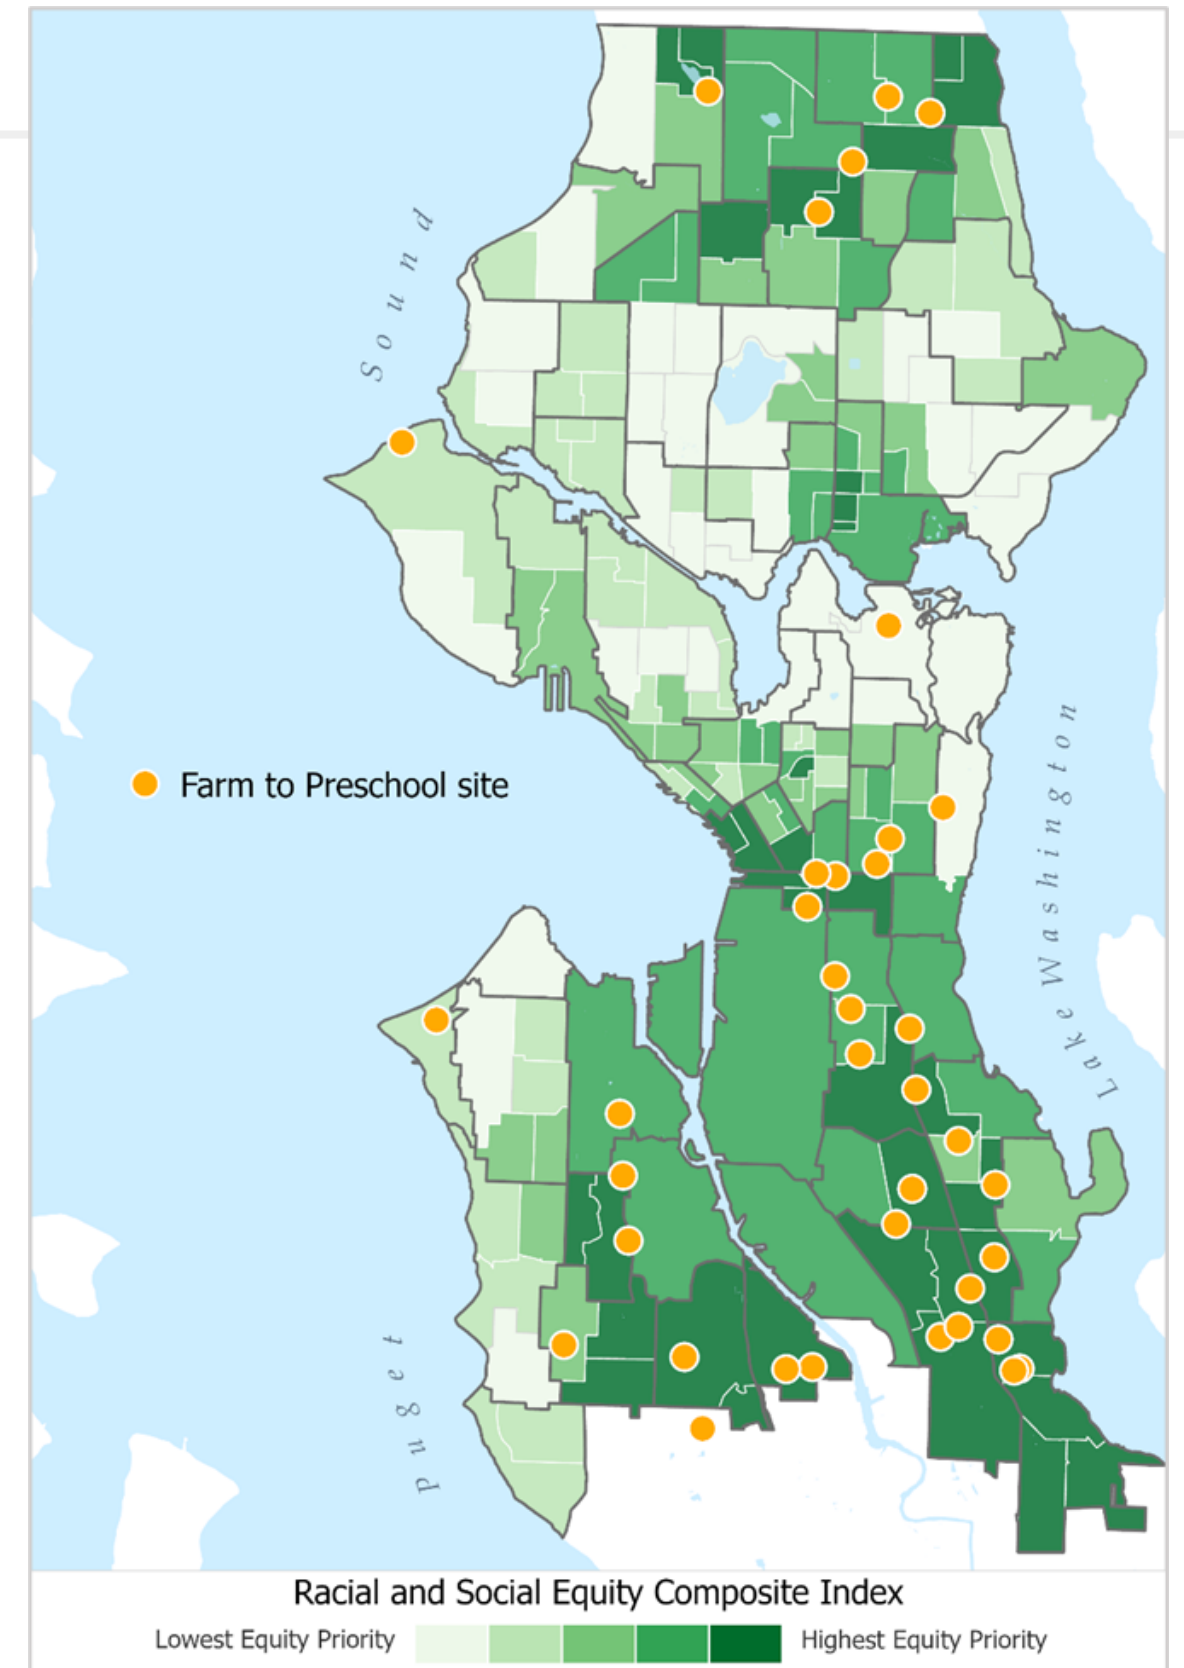 Sound
Farm to Preschool site
Lake Washington
Puget
Racial and Social Equity Composite Index
Lowest Equity Priority
Highest Equity Priority